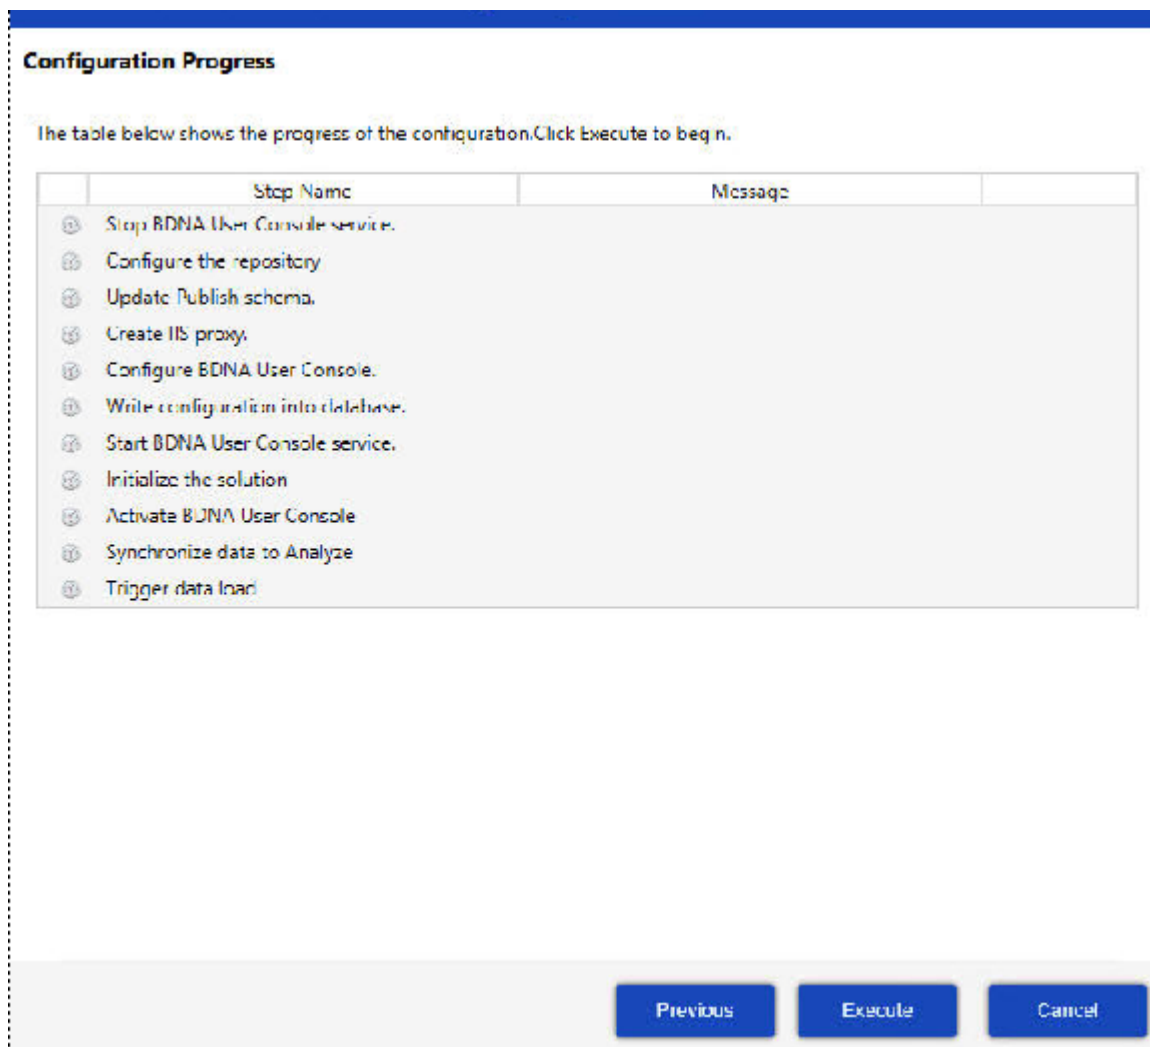 Configuration Progress
The table below shows the progress of the configuration.Click Execute to begin.
Step Name Message
Stop BDNA User Console service.
Configure the repository
Update Publish schema.
Create IIS proxy.
Configure BDNA User Console.
Write configuration into database.
Start BDNA User Console service.
Initialize the solution
Activate BDNA User Console
Synchronize data to Analyze
Trigger data load
Previous Execute Cancel